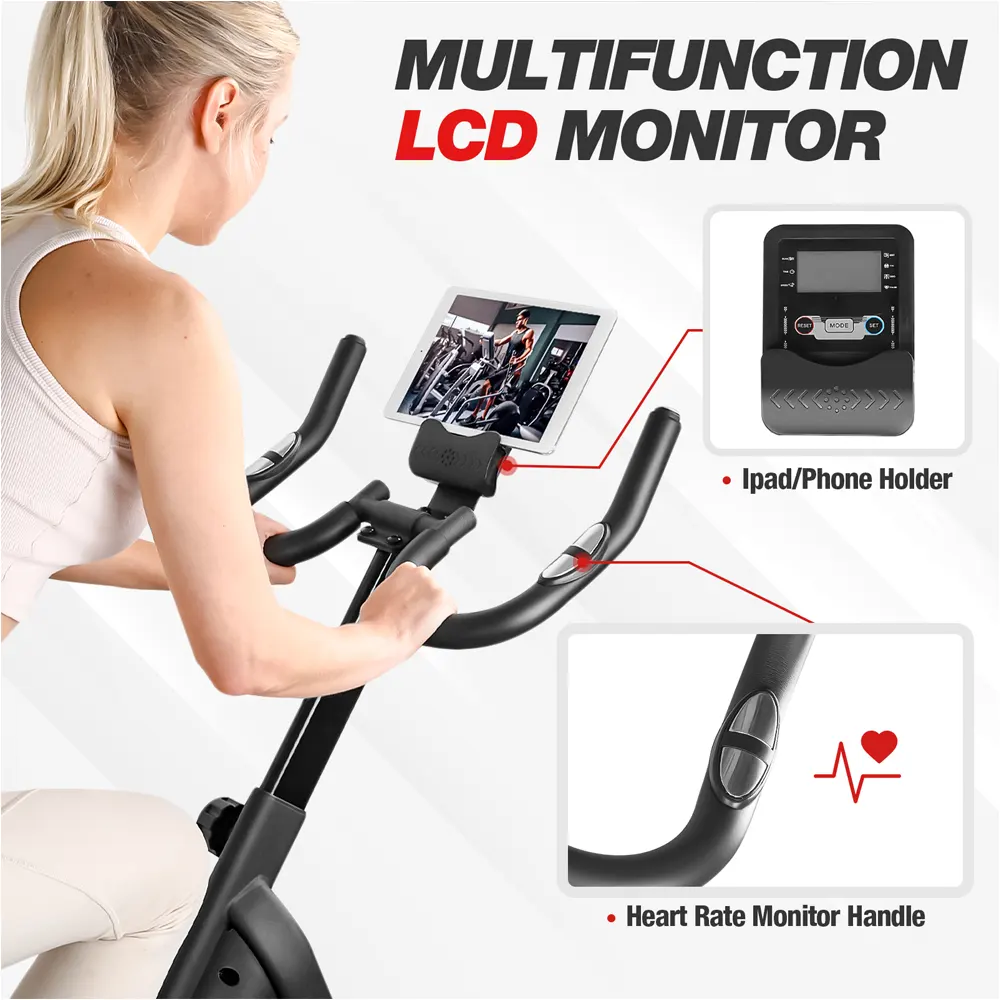 MULTIFUNCTION
LCD MONITOR
RESET
MODE
SET
• Ipad/Phone Holder
• Heart Rate Monitor Handle